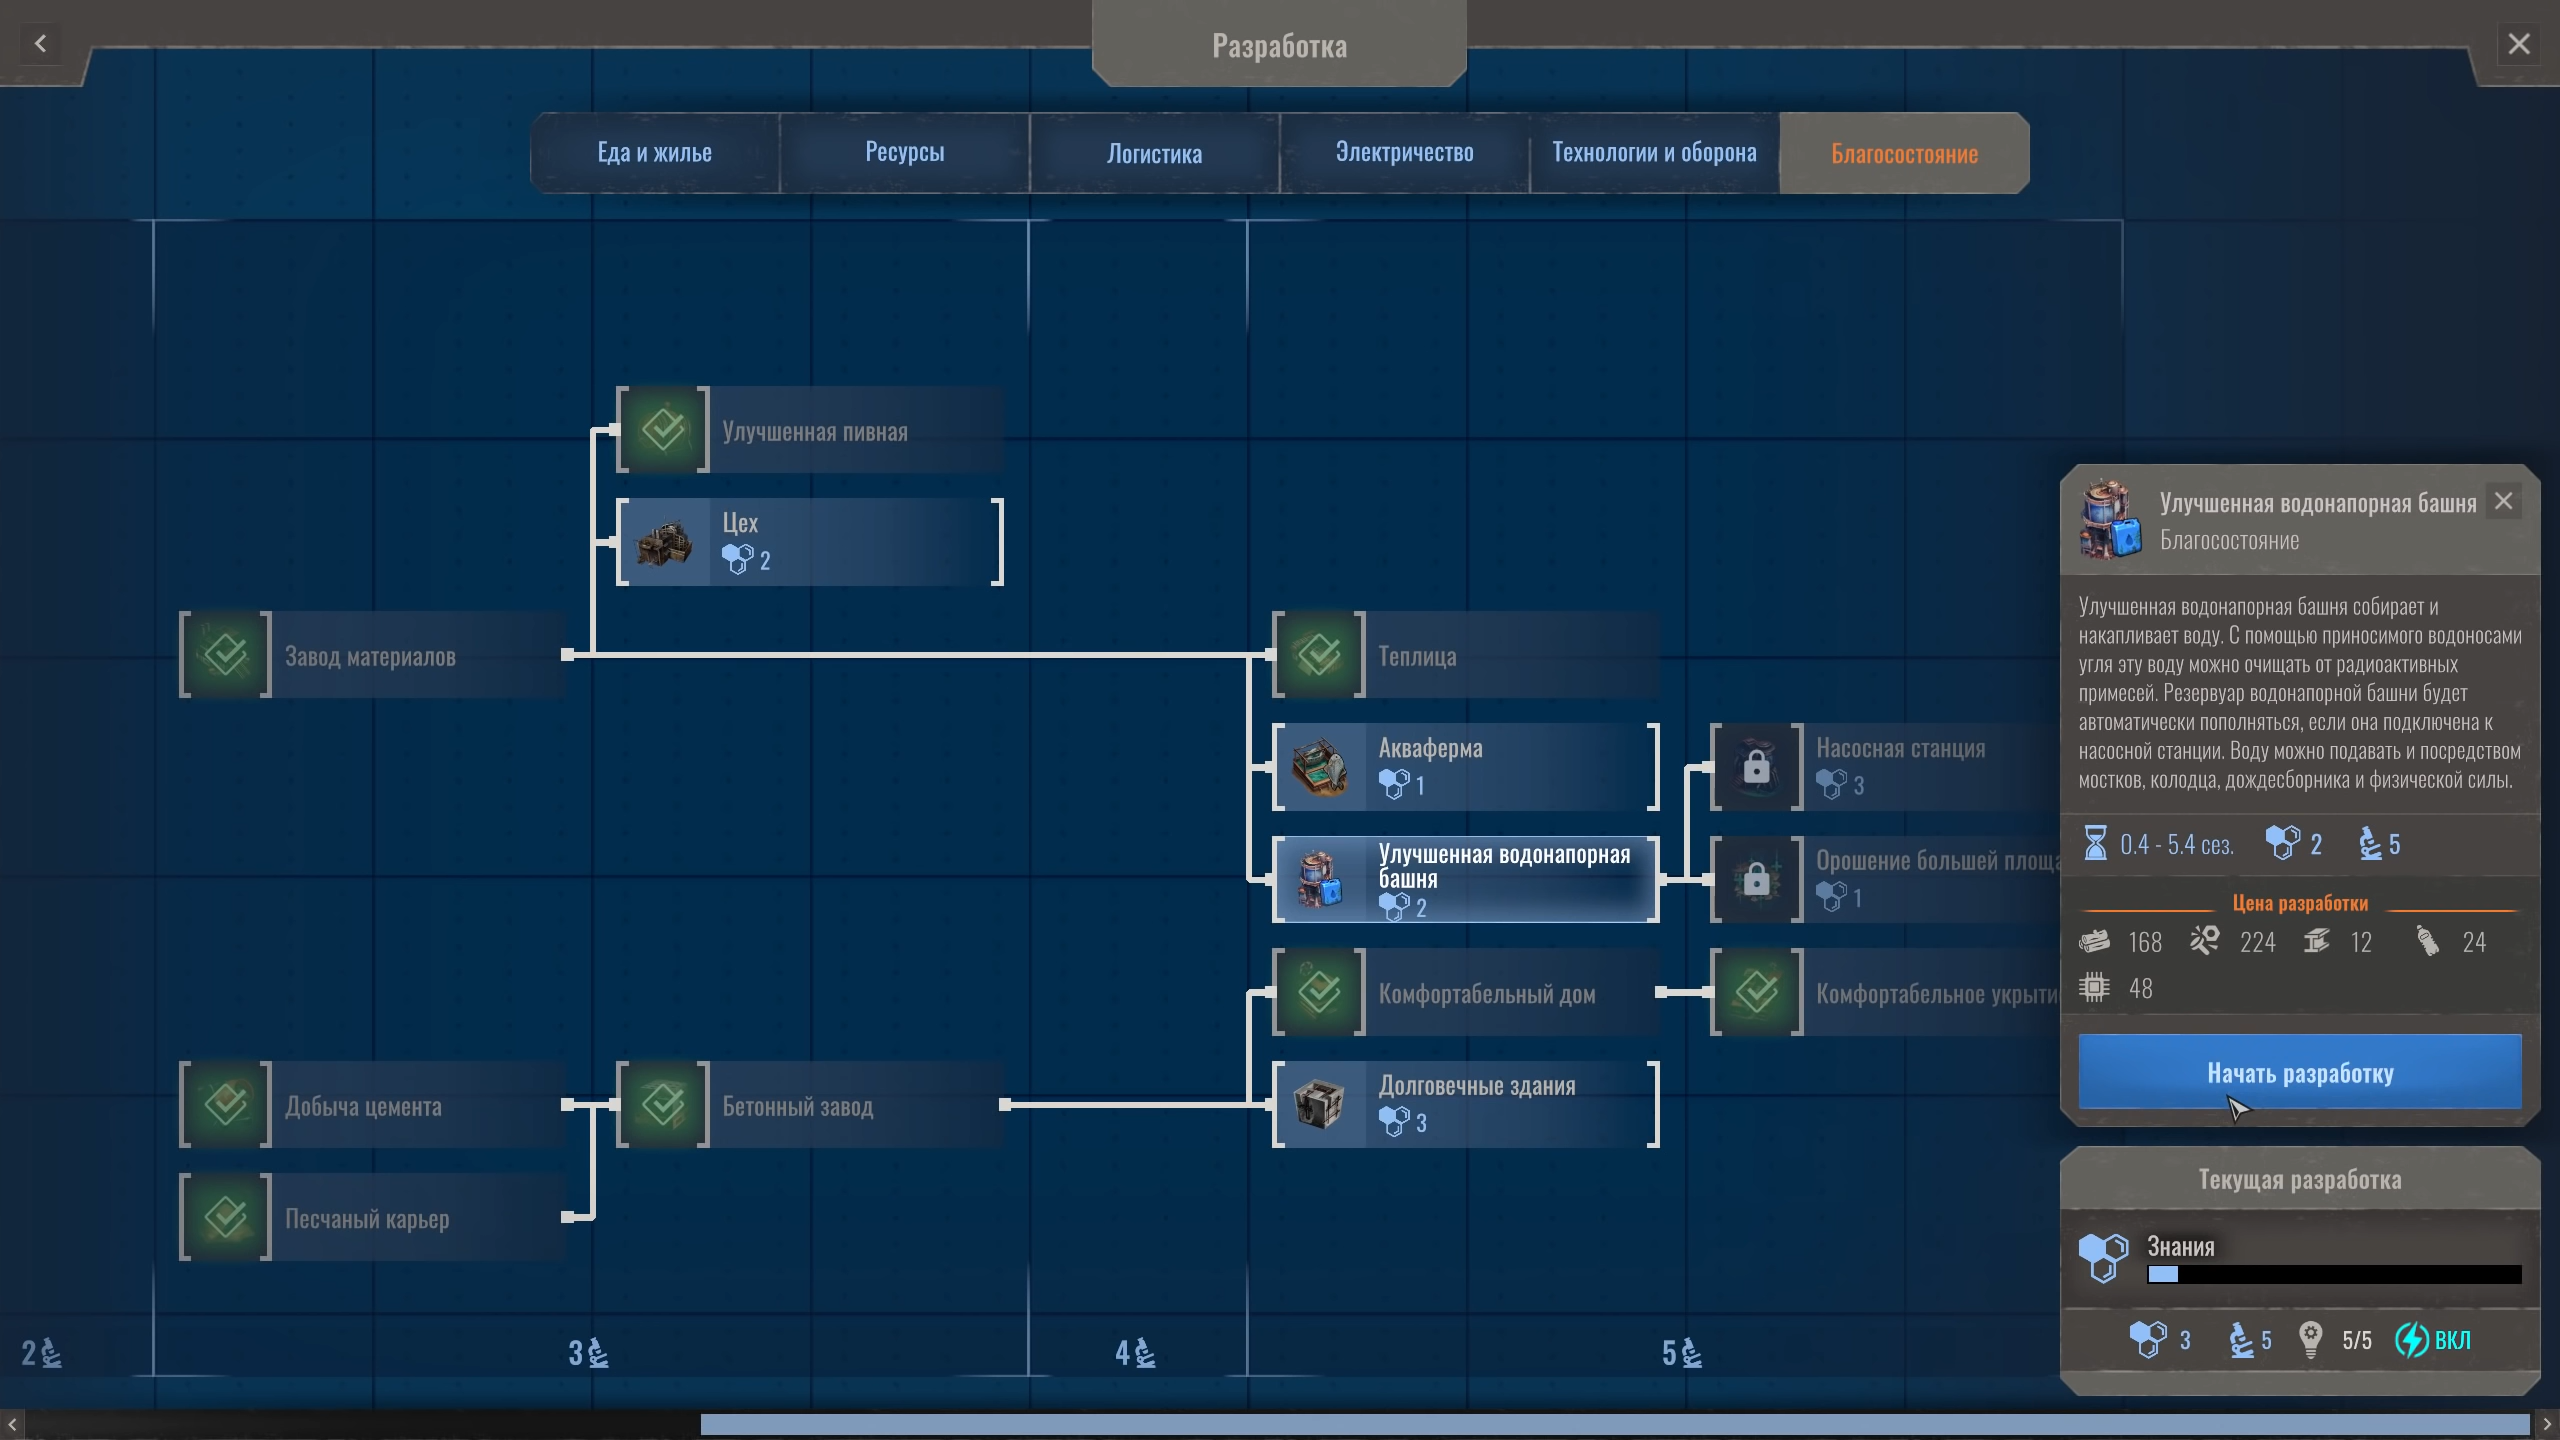 Разработка
Еда и жилье
Ресурсы
Логистика
Электричество
Технологии и оборона
Благосостояние
Улучшенная пивная
Цех
2
Завод материалов
Теплица
Акваферма
1
Насосная станция
3
Улучшенная водонапорная
башня
2
Орошение большей площа
1
Комфортабельный дом
Комфортабельное укрыти
Добыча цемента
Бетонный завод
Долговечные здания
3
Песчаный карьер
2
3
4
5
Улучшенная водонапорная башня
Благосостояние
Улучшенная водонапорная башня собирает и
накапливает воду. С помощью приносимого водоносами
угля эту воду можно очищать от радиоактивных
примесей. Резервуар водонапорной башни будет
автоматически пополняться, если она подключена к
насосной станции. Воду можно подавать и посредством
мостков, колодца, дождесборника и физической силы.
0.4 - 5.4 сез. 2 5
Цена разработки
168 224 12 24
48
Начать разработку
Текущая разработка
Знания
3 5 5/5 ВКЛ